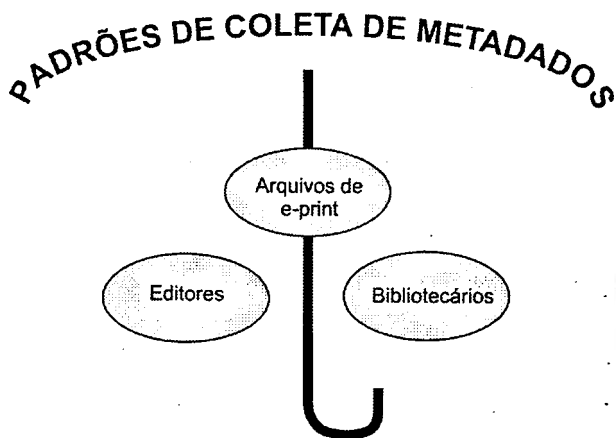 PADRÕES DE COLETA DE METADADOS
Arquivos de
e-print
Editores
Bibliotecários